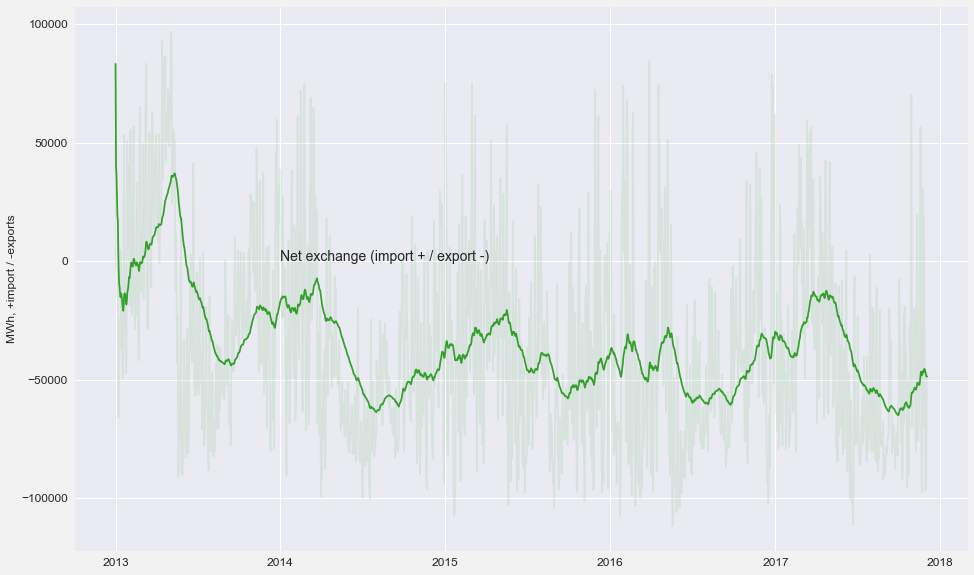 100000
50000
0
−50000
−100000
MWh, +import / -exports
Net exchange (import + / export -)
2013 2014 2015 2016 2017 2018